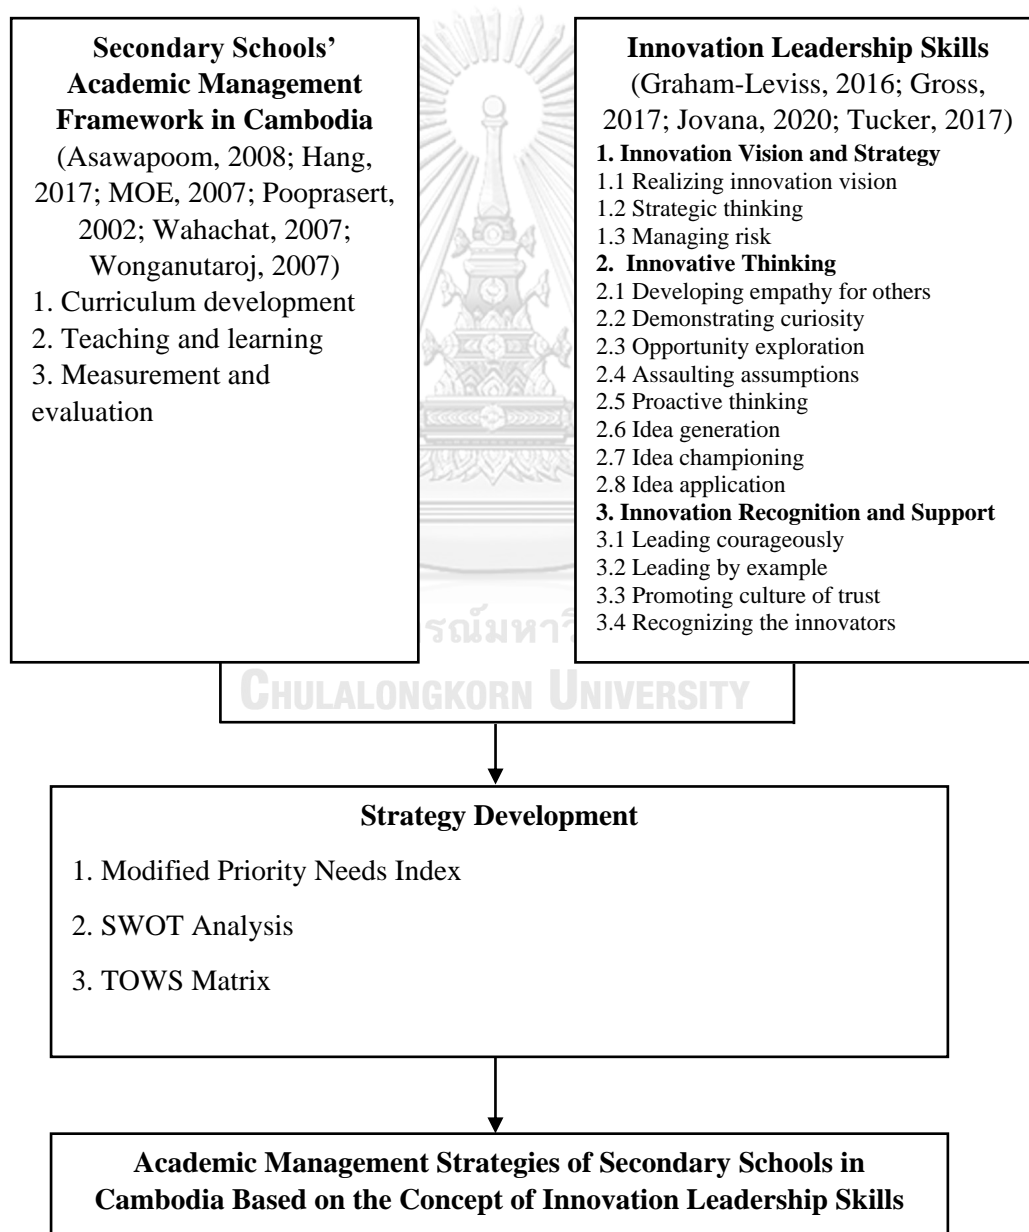 Secondary Schools'
Academic Management
Framework in Cambodia
(Asawapoom, 2008; Hang,
2017; MOE, 2007; Pooprasert,
2002; Wahachat, 2007;
Wonganutaroj, 2007)
1. Curriculum development
2. Teaching and learning
3. Measurement and
evaluation
Innovation Leadership Skills
(Graham-Leviss, 2016; Gross,
2017; Jovana, 2020; Tucker, 2017)
1. Innovation Vision and Strategy
1.1 Realizing innovation vision
1.2 Strategic thinking
1.3 Managing risk
2. Innovative Thinking
2.1 Developing empathy for others
2.2 Demonstrating curiosity
2.3 Opportunity exploration
2.4 Assaulting assumptions
2.5 Proactive thinking
2.6 Idea generation
2.7 Idea championing
2.8 Idea application
3. Innovation Recognition and Support
3.1 Leading courageously
3.2 Leading by example
3.3 Promoting culture of trust
3.4 Recognizing the innovators
CHULALONGKORN UNIVERSITY
Strategy Development
1. Modified Priority Needs Index
2. SWOT Analysis
3. TOWS Matrix
Academic Management Strategies of Secondary Schools in
Cambodia Based on the Concept of Innovation Leadership Skills